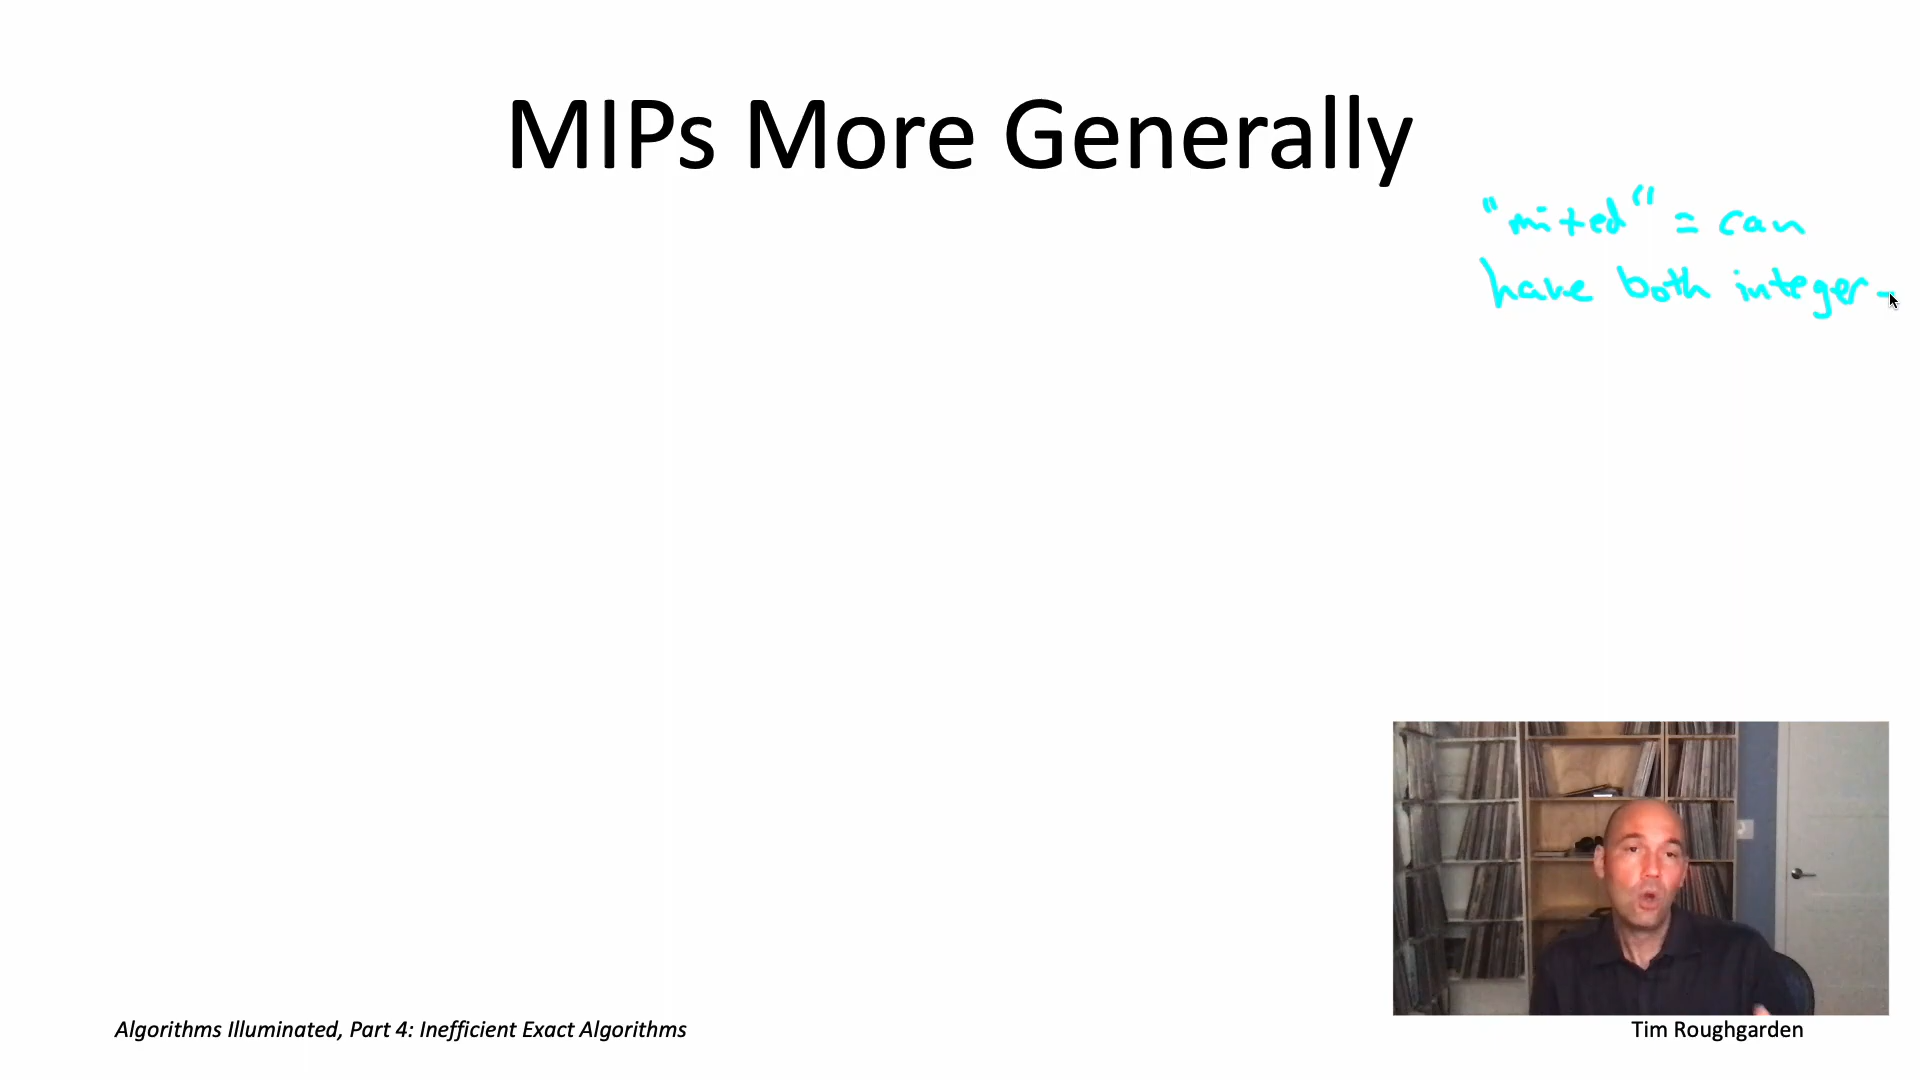 MIPs More Generally
"mixed" = can
have both integer -
Algorithms Illuminated, Part 4: Inefficient Exact Algorithms
Tim Roughgarden